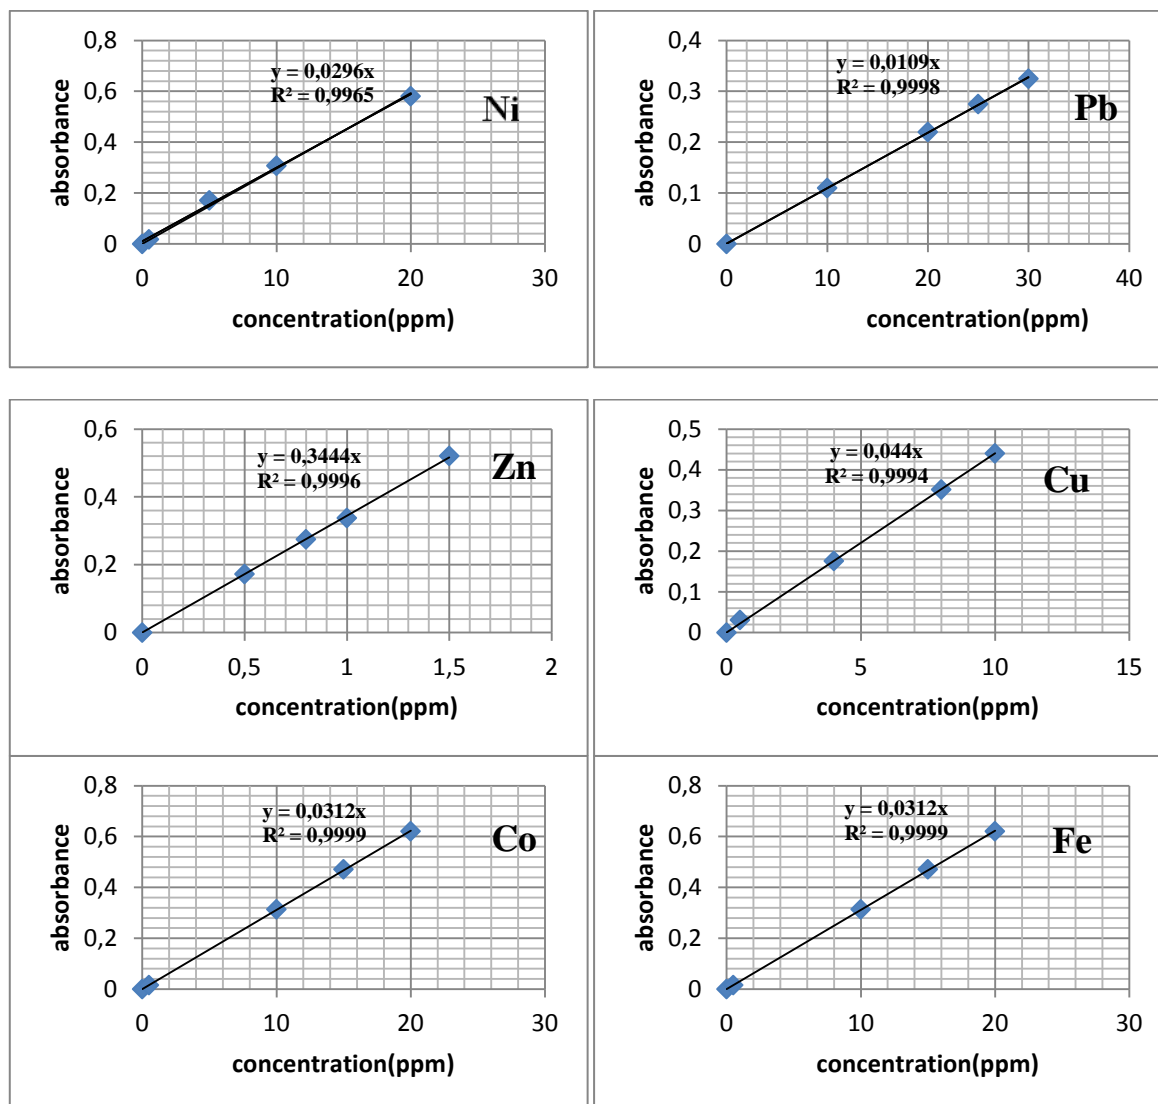 0,8
0,6
0,4
0,2
0
y = 0,0296x
R² = 0,9965
Ni
absorbance
0 10 20 30
concentration(ppm)
0,4
0,3
0,2
0,1
0
y = 0,0109x
R² = 0,9998
Pb
absorbance
0 10 20 30 40
concentration(ppm)
0,6
0,4
0,2
0
y = 0,3444x
R² = 0,9996
Zn
absorbance
0 0,5 1 1,5 2
concentration(ppm)
0,5
0,4
0,3
0,2
0,1
0
y = 0,044x
R² = 0,9994
Cu
absorbance
0 5 10 15
concentration(ppm)
0,8
0,6
0,4
0,2
0
y = 0,0312x
R² = 0,9999
Co
absorbance
0 10 20 30
concentration(ppm)
0,8
0,6
0,4
0,2
0
y = 0,0312x
R² = 0,9999
Fe
absorbance
0 10 20 30
concentration(ppm)